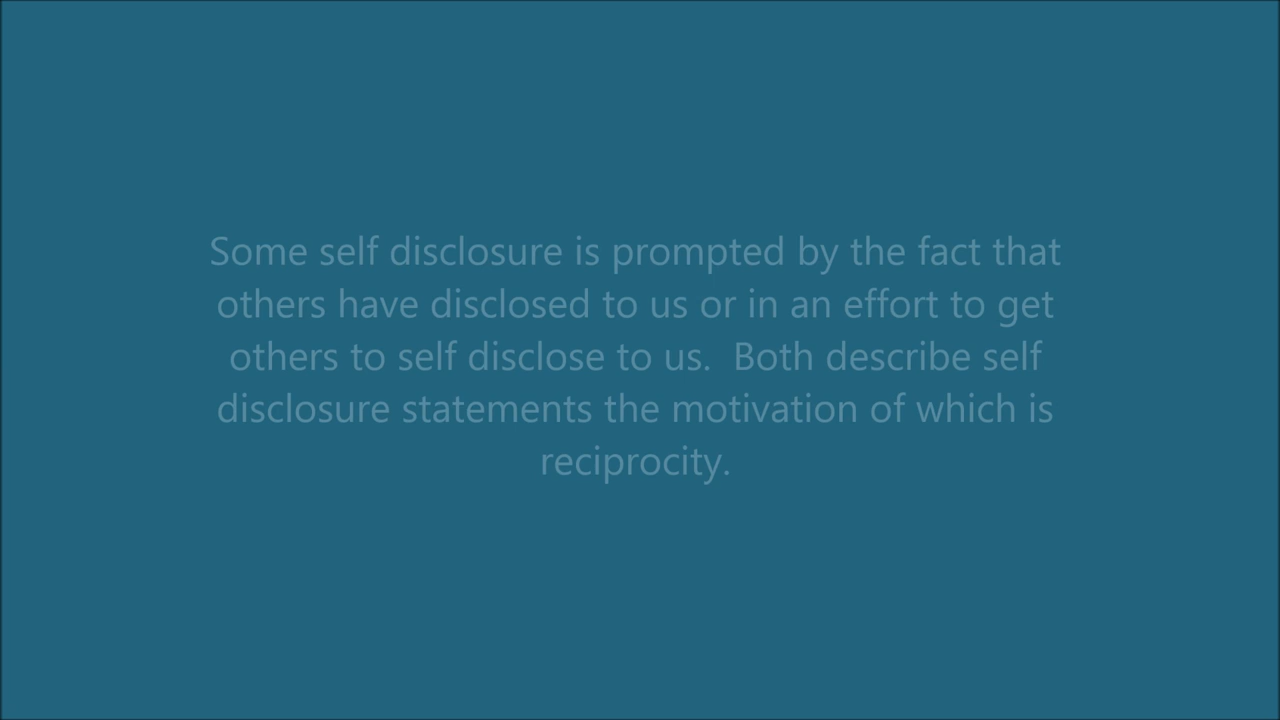 Some self disclosure is prompted by the fact that
others have disclosed to us or in an effort to get
others to self disclose to us.  Both describe self
disclosure statements the motivation of which is
reciprocity.